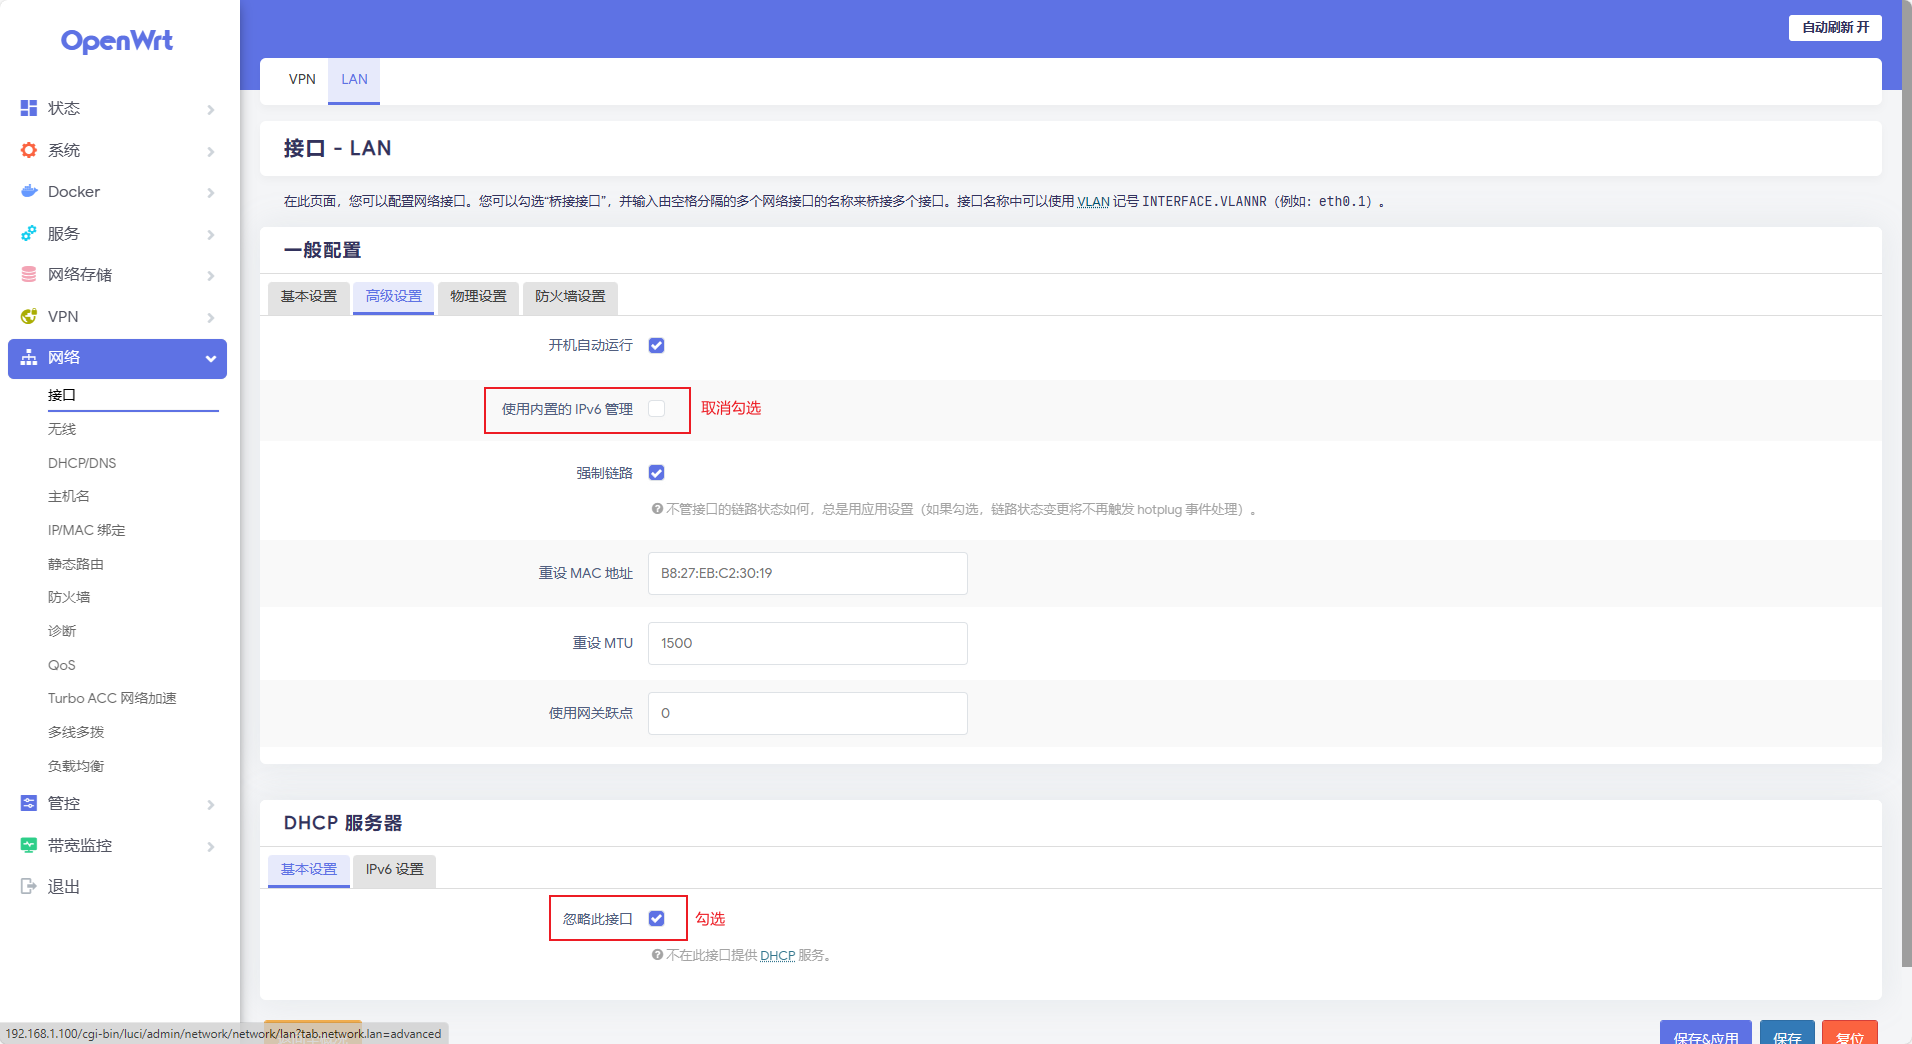 OpenWrt
自动刷新 开
VPN
LAN
状态
系统
Docker
服务
网络存储
VPN
网络
接口
无线
DHCP/DNS
主机名
IP/MAC 绑定
静态路由
防火墙
诊断
QoS
Turbo ACC 网络加速
多线多拨
负载均衡
管控
带宽监控
退出
接口 - LAN
在此页面，您可以配置网络接口。您可以勾选“桥接接口”，并输入由空格分隔的多个网络接口的名称来桥接多个接口。接口名称中可以使用 VLAN 记号 INTERFACE.VLANNR（例如：eth0.1）。
一般配置
基本设置
高级设置
物理设置
防火墙设置
开机自动运行
使用内置的 IPv6 管理
取消勾选
强制链路
不管接口的链路状态如何，总是用应用设置（如果勾选，链路状态变更将不再触发 hotplug 事件处理）。
重设 MAC 地址
B8:27:EB:C2:30:19
重设 MTU
1500
使用网关跃点
0
DHCP 服务器
基本设置
IPv6 设置
忽略此接口
勾选
不在此接口提供 DHCP 服务。
192.168.1.100/cgi-bin/luci/admin/network/network/lan?tab.network.lan=advanced
保存&应用
保存
复位